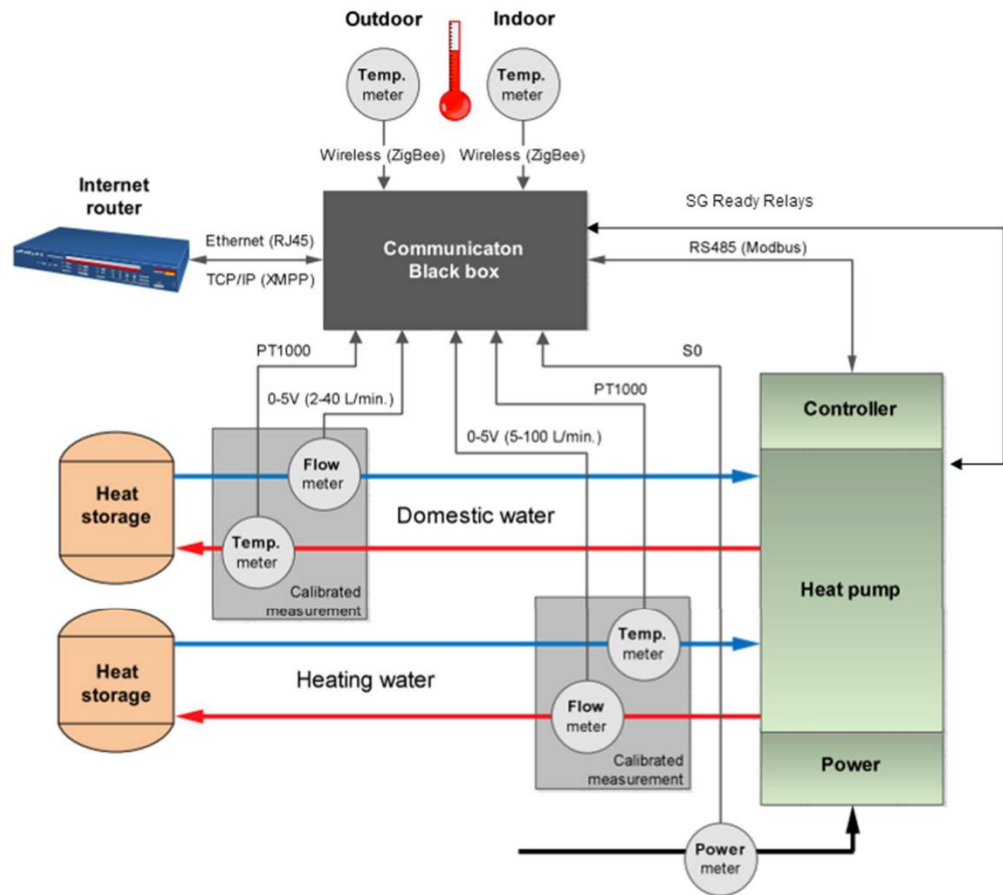 Outdoor
Indoor
Temp.
meter
Temp.
meter
Wireless (ZigBee)
Wireless (ZigBee)
Internet
router
SG Ready Relays
Ethernet (RJ45)
TCP/IP (XMPP)
Communicaton
Black box
RS485 (Modbus)
PT1000
S0
0-5V (2-40 L/min.)
PT1000
0-5V (5-100 L/min.)
Controller
Heat
storage
Flow
meter
Domestic water
Temp.
meter
Calibrated
measurement
Heat pump
Heat
storage
Temp.
meter
Heating water
Flow
meter
Calibrated
measurement
Power
Power
meter